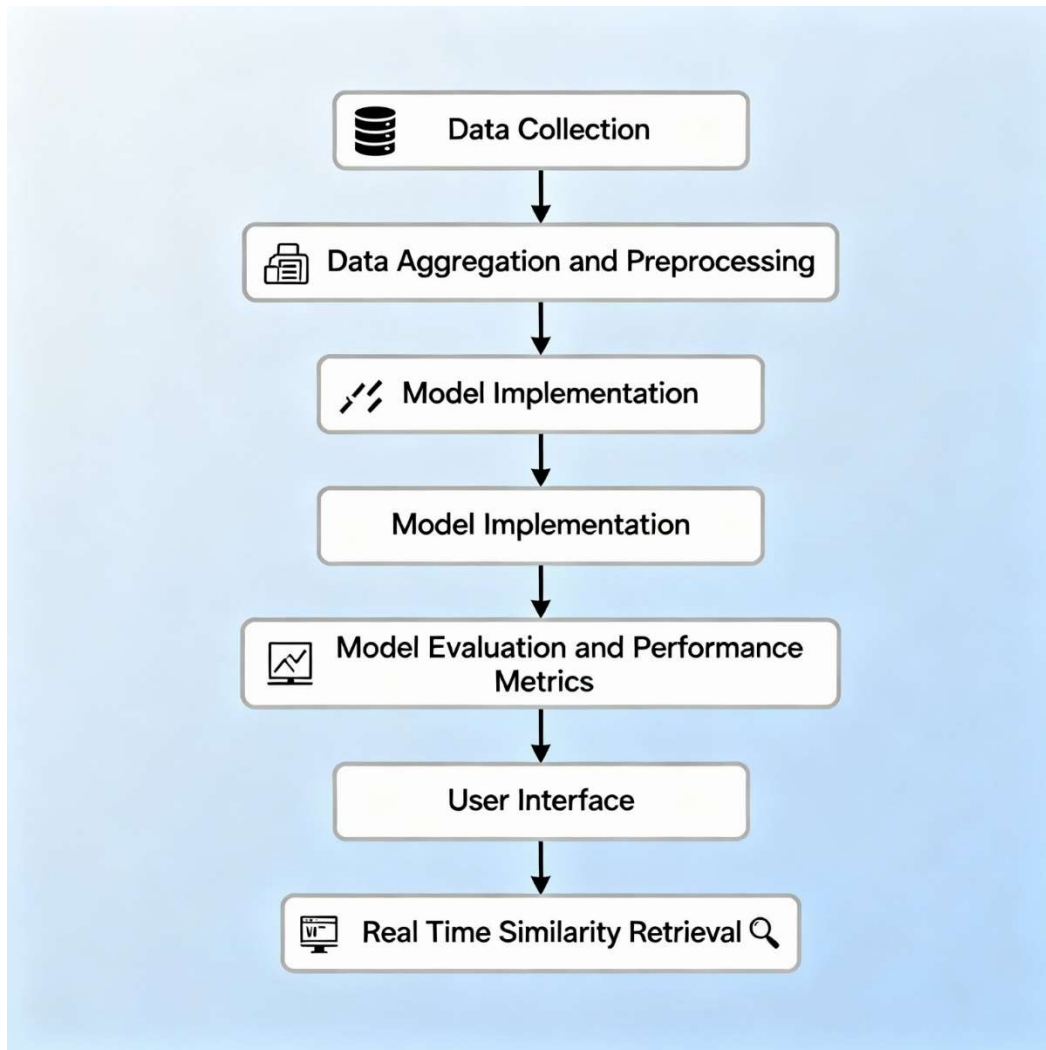 Data Collection
Data Aggregation and Preprocessing
Model Implementation
Model Implementation
Model Evaluation and Performance
Metrics
User Interface
Real Time Similarity Retrieval